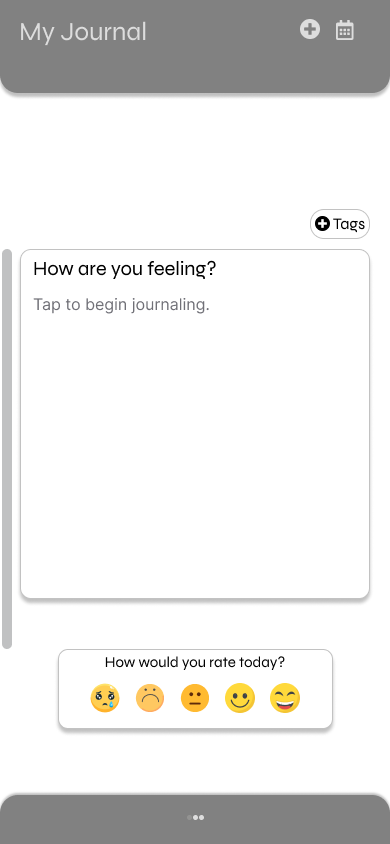 My Journal
Tags
How are you feeling?
Tap to begin journaling.
How would you rate today?